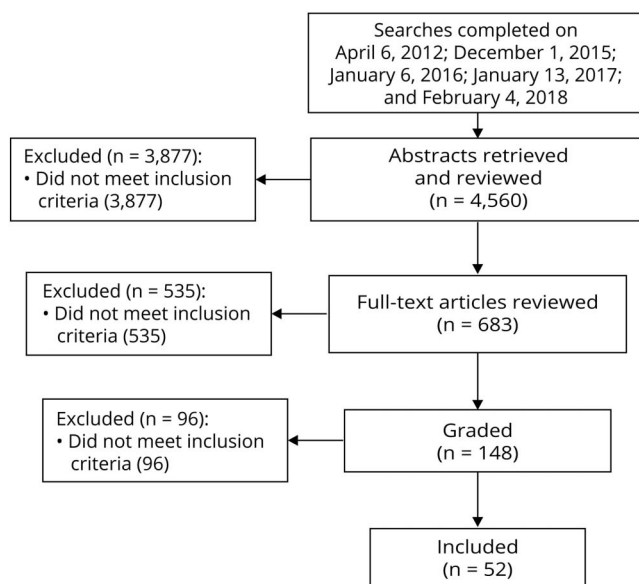 Searches completed on
April 6, 2012; December 1, 2015;
January 6, 2016; January 13, 2017;
and February 4, 2018
Excluded (n = 3,877):
• Did not meet inclusion
criteria (3,877)
Abstracts retrieved
and reviewed
(n = 4,560)
Excluded (n = 535):
• Did not meet inclusion
criteria (535)
Full-text articles reviewed
(n = 683)
Excluded (n = 96):
• Did not meet inclusion
criteria (96)
Graded
(n = 148)
Included
(n = 52)